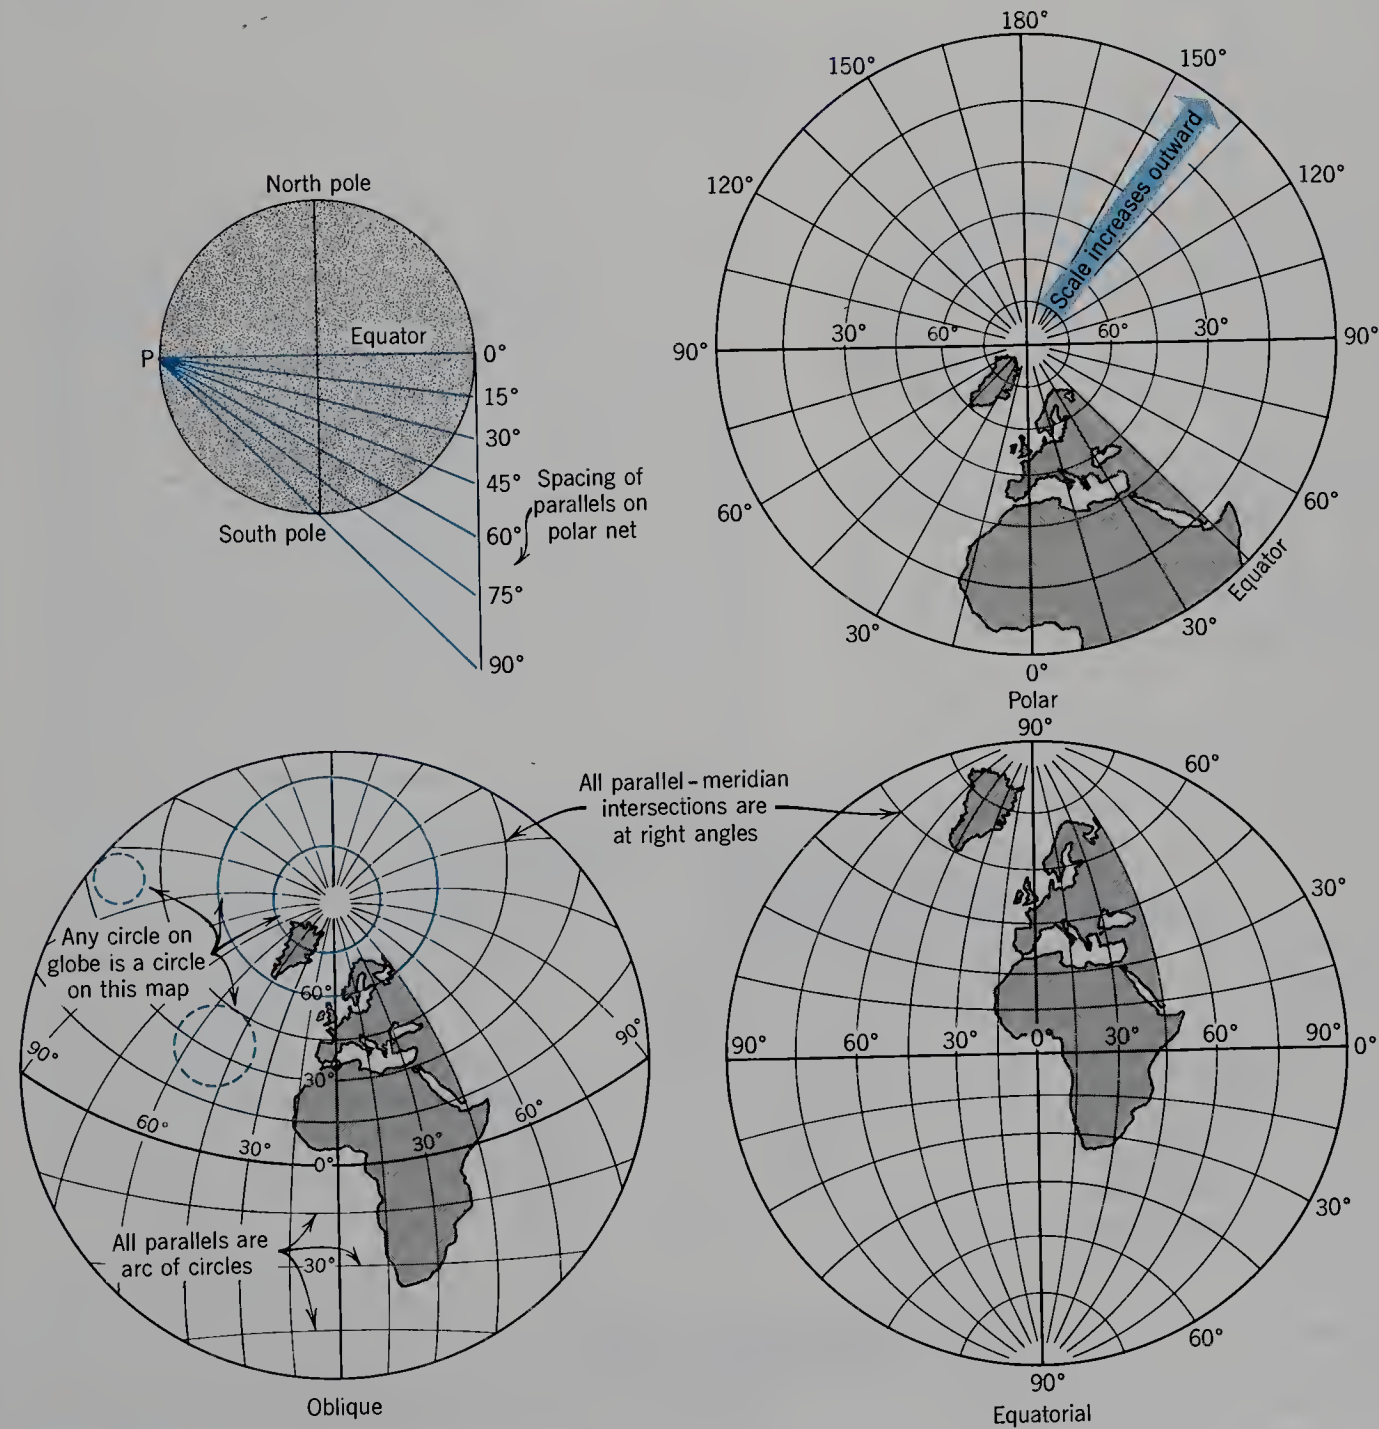 North pole
P
Equator
0°
15°
30°
45°
60°
75°
90°
South pole
Spacing of
parallels on
polar net
180°
150°
150°
120°
120°
90°
30°
60°
60°
30°
90°
60°
60°
30°
30°
0°
Scale increases outward
Equator
Polar
All parallel-meridian
intersections are
at right angles
Any circle on
globe is a circle
on this map
60°
30°
90°
90°
60°
30°
0°
30°
60°
30°
All parallels are
arc of circles
Oblique
90°
60°
30°
90°
60°
30°
0°
30°
60°
90°
0°
30°
60°
90°
Equatorial